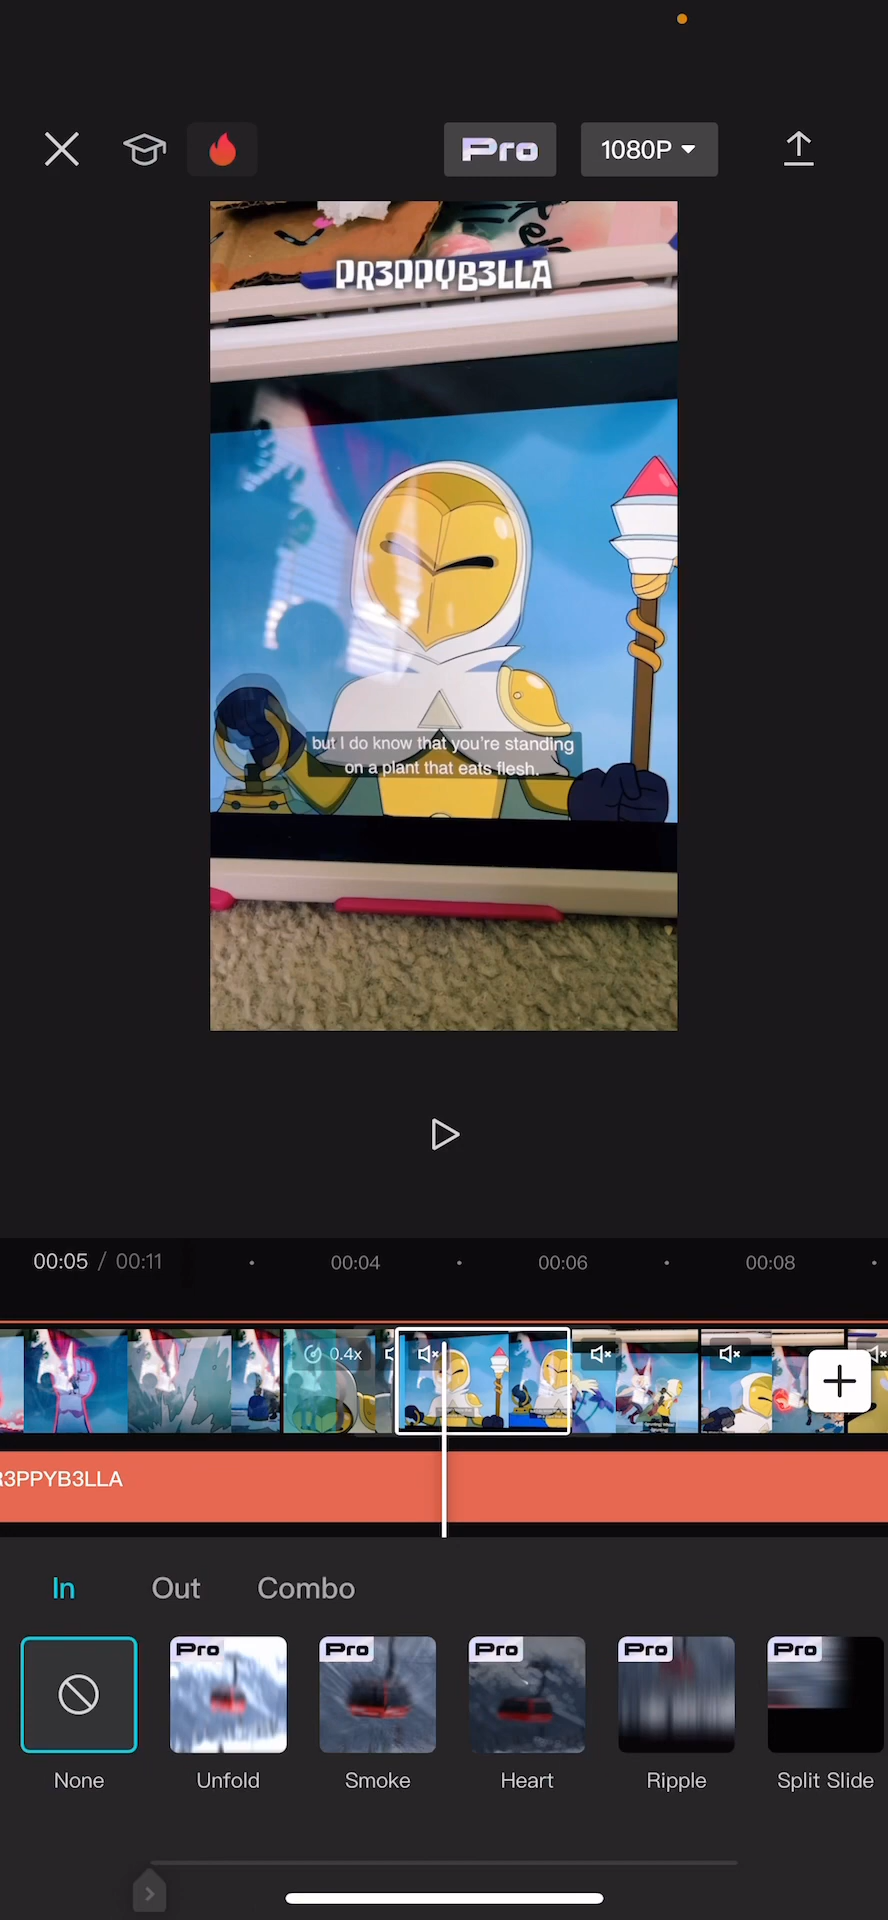 Pro
1080P
PR3PPYB3LLA
but I do know that you're standing
on a plant that eats flesh.
00:05 / 00:11
00:04
00:06
00:08
0.4x
R3PPYB3LLA
In
Out
Combo
Pro
Pro
Pro
Pro
Pro
None
Unfold
Smoke
Heart
Ripple
Split Slide